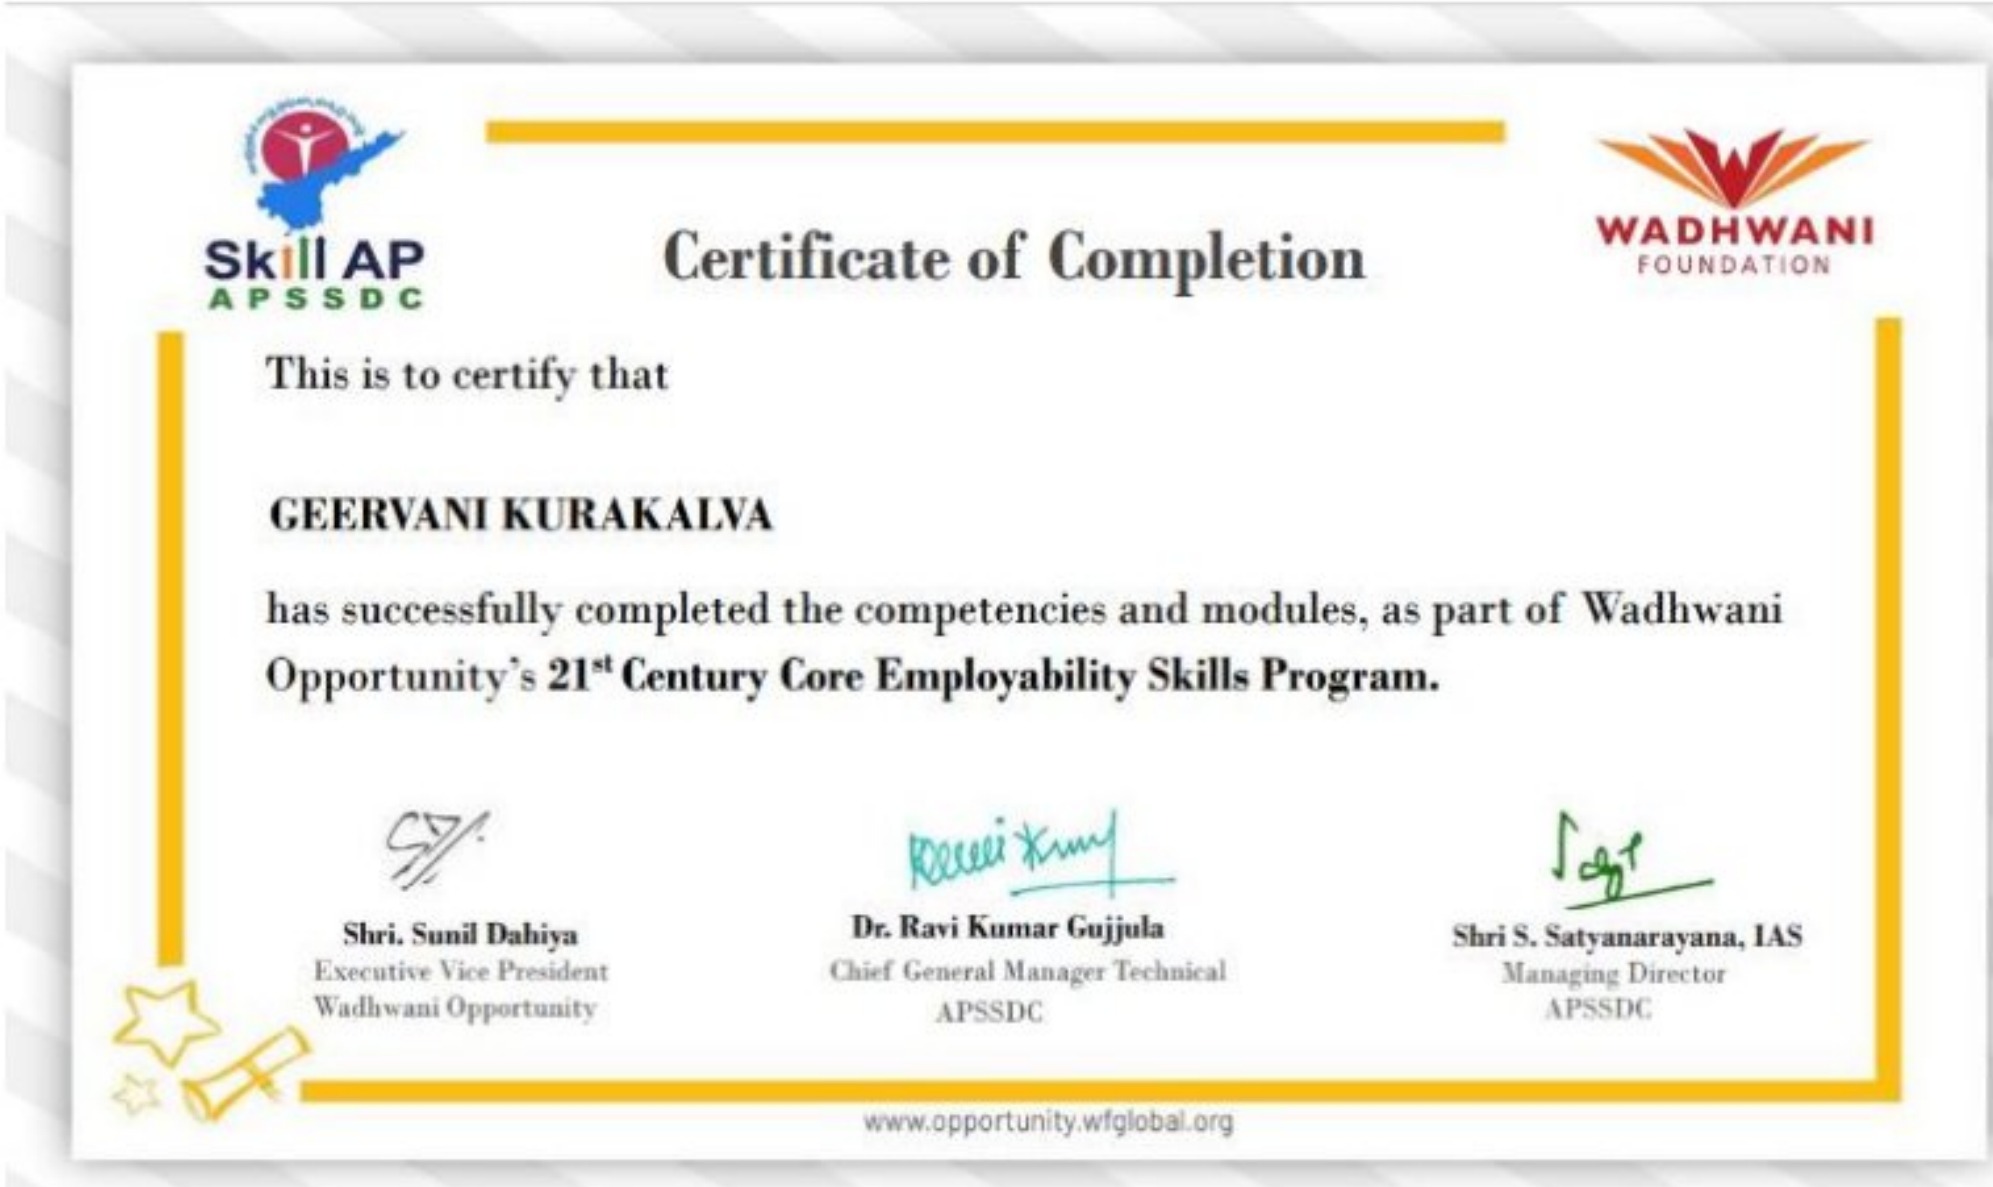 Skill AP
APSSDC
WADHWANI
FOUNDATION
Certificate of Completion
This is to certify that
GEERVANI KURAKALVA
has successfully completed the competencies and modules, as part of Wadhwani
Opportunity's 21st Century Core Employability Skills Program.
Shri. Sunil Dahiya
Executive Vice President
Wadhwani Opportunity
Dr. Ravi Kumar Gujjula
Chief General Manager Technical
APSSDC
Shri S. Satyanarayana, IAS
Managing Director
APSSDC
www.opportunity.wfglobal.org